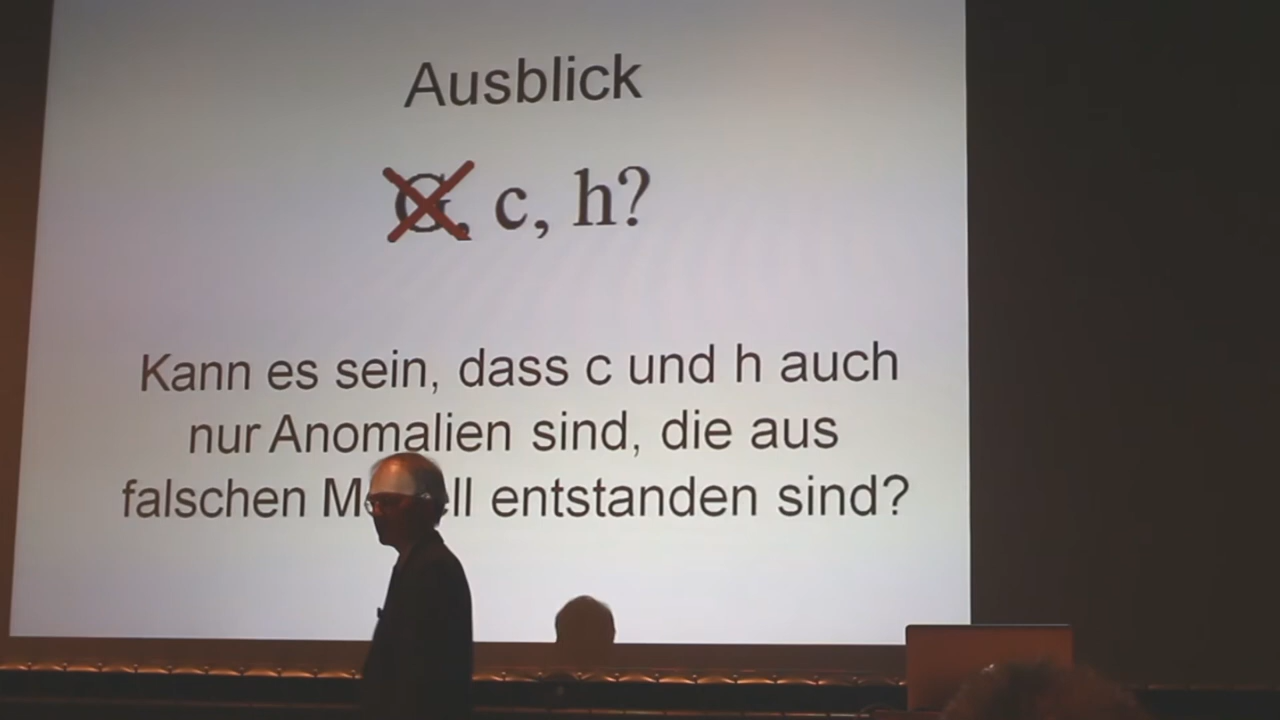 Ausblick
G, c, h?
Kann es sein, dass c und h auch
nur Anomalien sind, die aus
falschen entstanden sind?